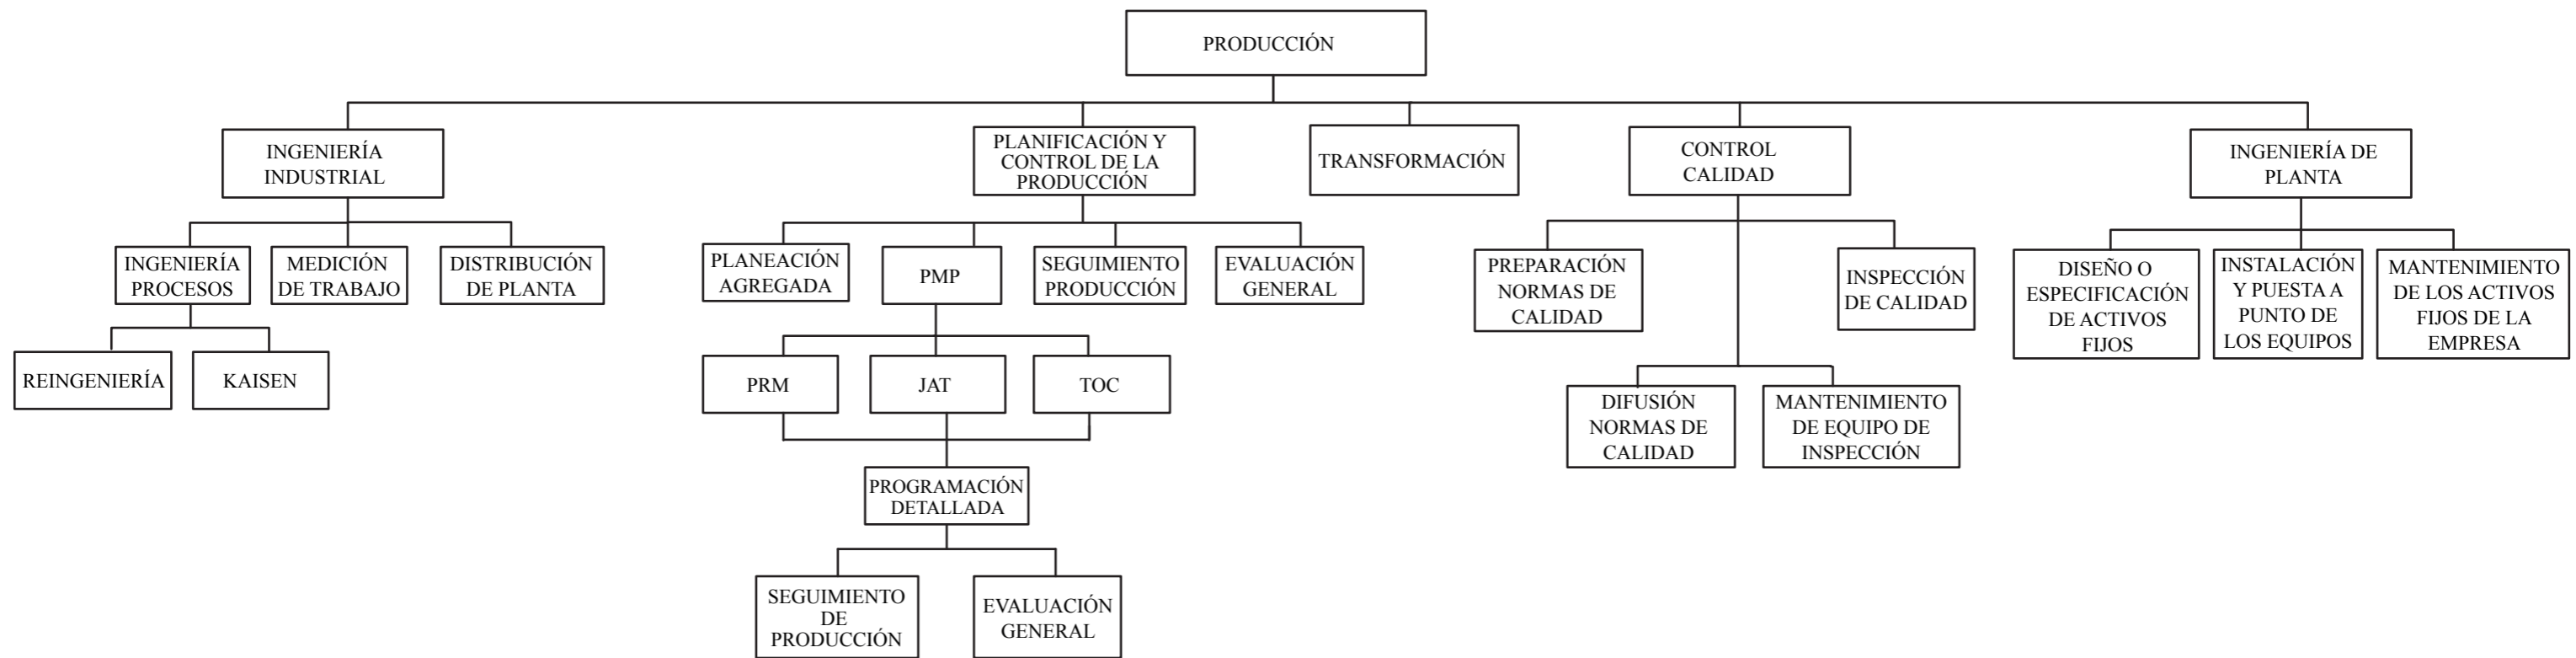 PRODUCCIÓN
INGENIERÍA
INDUSTRIAL
PLANIFICACIÓN Y
CONTROL DE LA
PRODUCCIÓN
TRANSFORMACIÓN
CONTROL
CALIDAD
INGENIERÍA DE
PLANTA
INGENIERÍA
PROCESOS
MEDICIÓN
DE TRABAJO
DISTRIBUCIÓN
DE PLANTA
PLANEACIÓN
AGREGADA
PMP
SEGUIMIENTO
PRODUCCIÓN
EVALUACIÓN
GENERAL
PREPARACIÓN
NORMAS DE
CALIDAD
INSPECCIÓN
DE CALIDAD
DISEÑO O
ESPECIFICACIÓN
DE ACTIVOS
FIJOS
INSTALACIÓN
Y PUESTA A
PUNTO DE
LOS EQUIPOS
MANTENIMIENTO
DE LOS ACTIVOS
FIJOS DE LA
EMPRESA
REINGENIERÍA
KAISEN
PRM
JAT
TOC
DIFUSIÓN
NORMAS DE
CALIDAD
MANTENIMIENTO
DE EQUIPO DE
INSPECCIÓN
PROGRAMACIÓN
DETALLADA
SEGUIMIENTO
DE
PRODUCCIÓN
EVALUACIÓN
GENERAL